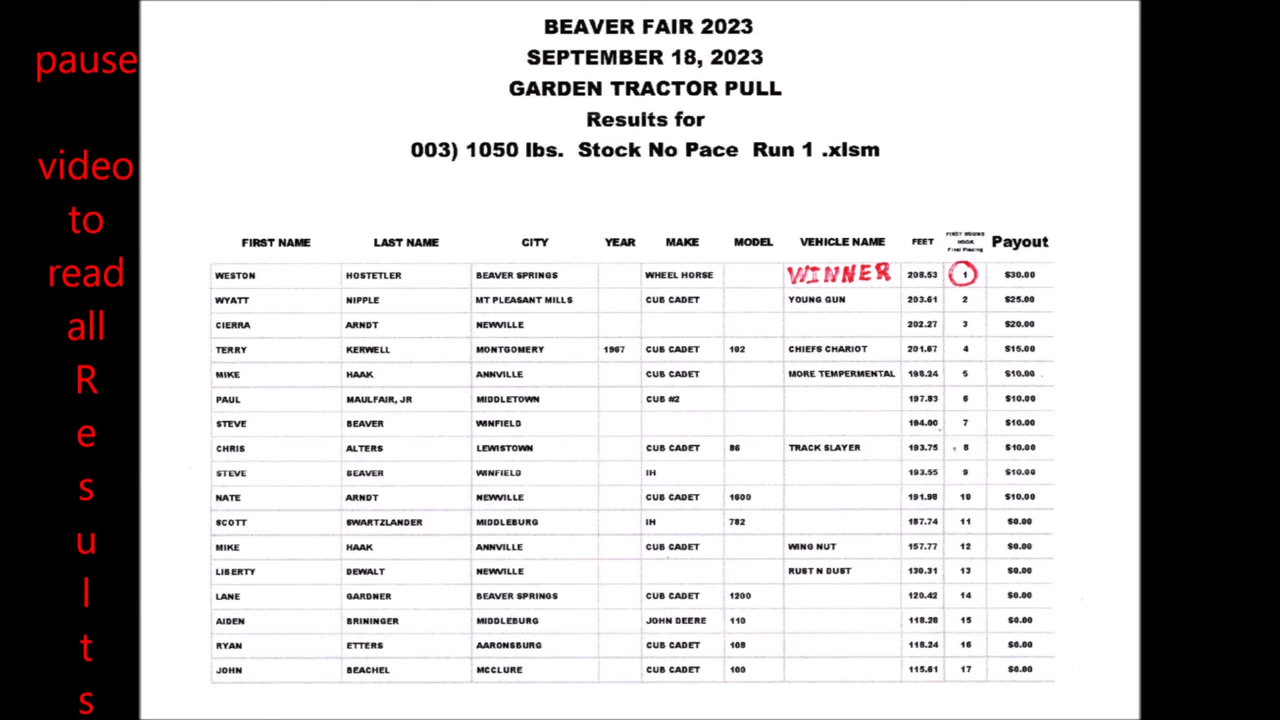 pause
video
to
read
all
R
e
s
u
l
t
s
BEAVER FAIR 2023
SEPTEMBER 18, 2023
GARDEN TRACTOR PULL
Results for
003) 1050 lbs. Stock No Pace Run 1 .xlsm
FIRST NAME LAST NAME CITY YEAR MAKE MODEL VEHICLE NAME FEET FIRST ROUND HOOK Final Placing Payout
WESTON HOSTETLER BEAVER SPRINGS WHEEL HORSE WINNER 208.53 1 $30.00
WYATT NIPPLE MT PLEASANT MILLS CUB CADET YOUNG GUN 203.61 2 $25.00
CIERRA ARNDT NEWVILLE 202.27 3 $20.00
TERRY KERWELL MONTGOMERY 1967 CUB CADET 102 CHIEFS CHARIOT 201.67 4 $15.00
MIKE HAAK ANNVILLE CUB CADET MORE TEMPERMENTAL 198.24 5 $10.00
PAUL MAULFAIR, JR MIDDLETOWN CUB #2 197.83 6 $10.00
STEVE BEAVER WINFIELD 194.00 7 $10.00
CHRIS ALTERS LEWISTOWN CUB CADET 86 TRACK SLAYER 193.75 8 $10.00
STEVE BEAVER WINFIELD IH 193.55 9 $10.00
NATE ARNDT NEWVILLE CUB CADET 1600 191.98 10 $10.00
SCOTT SWARTZLANDER MIDDLEBURG IH 782 187.74 11 $0.00
MIKE HAAK ANNVILLE CUB CADET WING NUT 157.77 12 $0.00
LIBERTY DEWALT NEWVILLE RUST N DUST 130.31 13 $0.00
LANE GARDNER BEAVER SPRINGS CUB CADET 1200 120.42 14 $0.00
AIDEN BRININGER MIDDLEBURG JOHN DEERE 110 118.28 15 $0.00
RYAN ETTERS AARONSBURG CUB CADET 108 118.24 16 $0.00
JOHN BEACHEL MCCLURE CUB CADET 100 115.61 17 $0.00